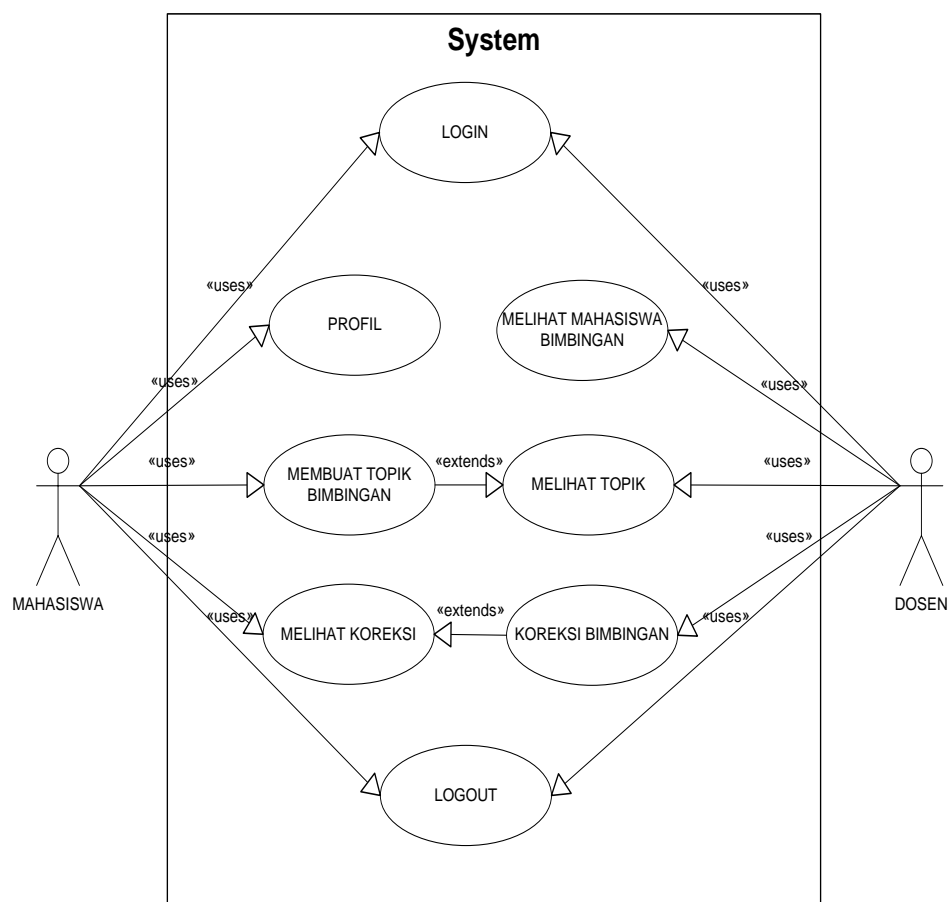 System
LOGIN
«uses»
«uses»
PROFIL
MELIHAT MAHASISWA
BIMBINGAN
«uses»
«uses»
«uses»
MEMBUAT TOPIK
BIMBINGAN
«extends»
MELIHAT TOPIK
«uses»
«uses»
«uses»
MAHASISWA
DOSEN
«uses»
MELIHAT KOREKSI
«extends»
KOREKSI BIMBINGAN
«uses»
LOGOUT